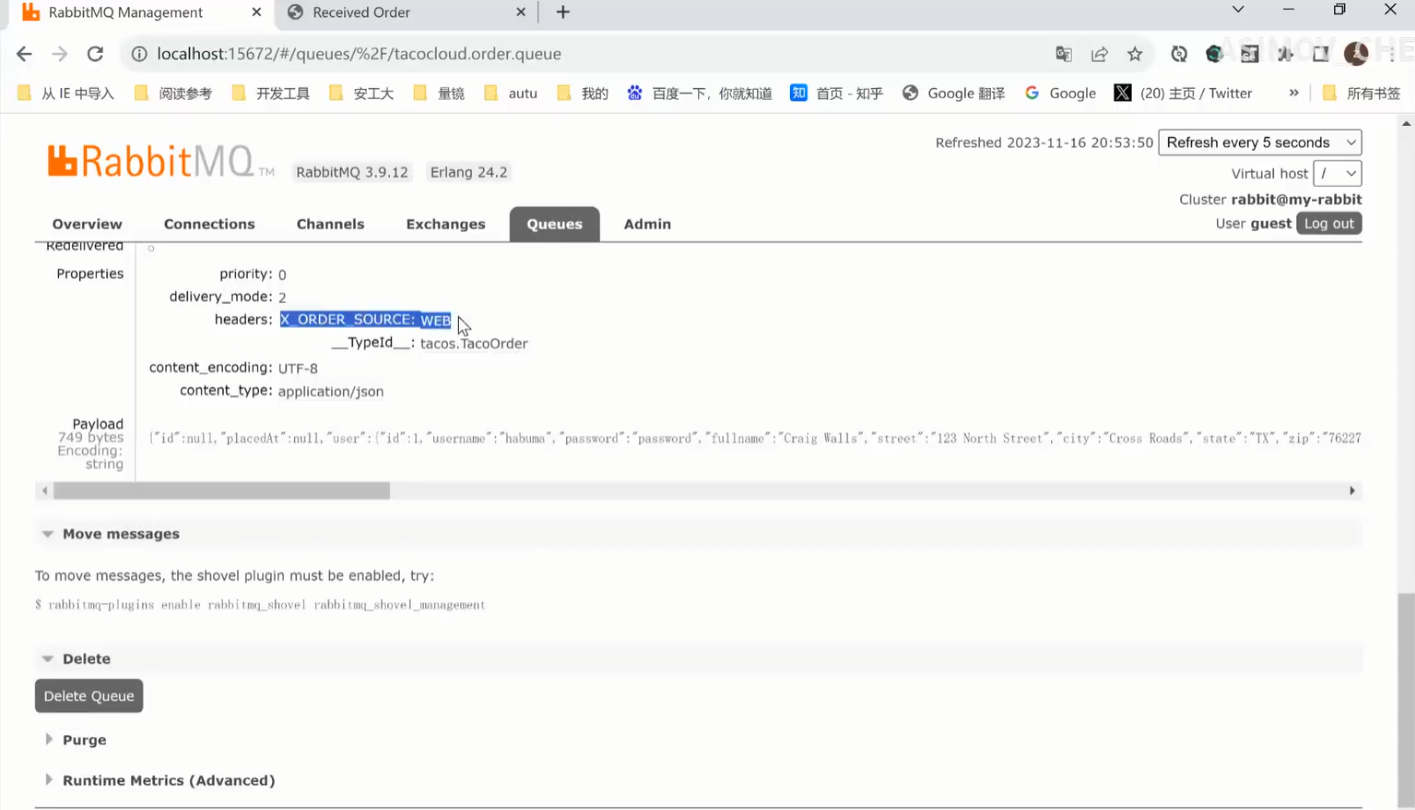 RabbitMQ Management
Received Order
localhost:15672/#/queues/%2F/tacocloud.order.queue
从 IE 中导入 阅读参考 开发工具 安工大 量镜 autu 我的 百度一下，你就知道 知 首页 - 知乎 Google 翻译 G Google X (20) 主页 / Twitter » 所有书签
Refreshed 2023-11-16 20:53:50 Refresh every 5 seconds
RabbitMQ TM RabbitMQ 3.9.12 Erlang 24.2
Virtual host /
Cluster rabbit@my-rabbit
User guest Log out
Overview Connections Channels Exchanges Queues Admin
Redelivered ○
Properties priority: 0
delivery_mode: 2
headers: X_ORDER_SOURCE: WEB
__TypeId__: tacos.TacoOrder
content_encoding: UTF-8
content_type: application/json
Payload
749 bytes
Encoding:
string
{"id":null,"placedAt":null,"user":{"id":1,"username":"habuma","password":"password","fullname":"Craig Walls","street":"123 North Street","city":"Cross Roads","state":"TX","zip":"76227
Move messages
To move messages, the shovel plugin must be enabled, try:
$ rabbitmq-plugins enable rabbitmq_shovel rabbitmq_shovel_management
Delete
Delete Queue
Purge
Runtime Metrics (Advanced)